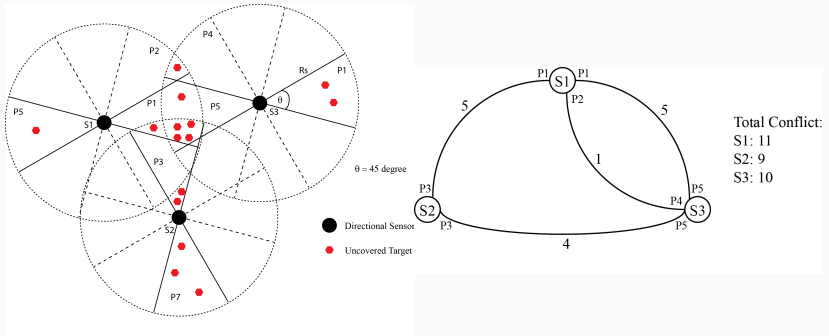 P4
P2
Rs
P1
P1
P5
θ
P5
S1
S3
P3
θ = 45 degree
S2
Directional Sensor
Uncovered Target
P7
P1
S1
P1
P2
5
5
1
P3
P5
P4
S2
S3
P3
P5
4
Total Conflict:
S1: 11
S2: 9
S3: 10